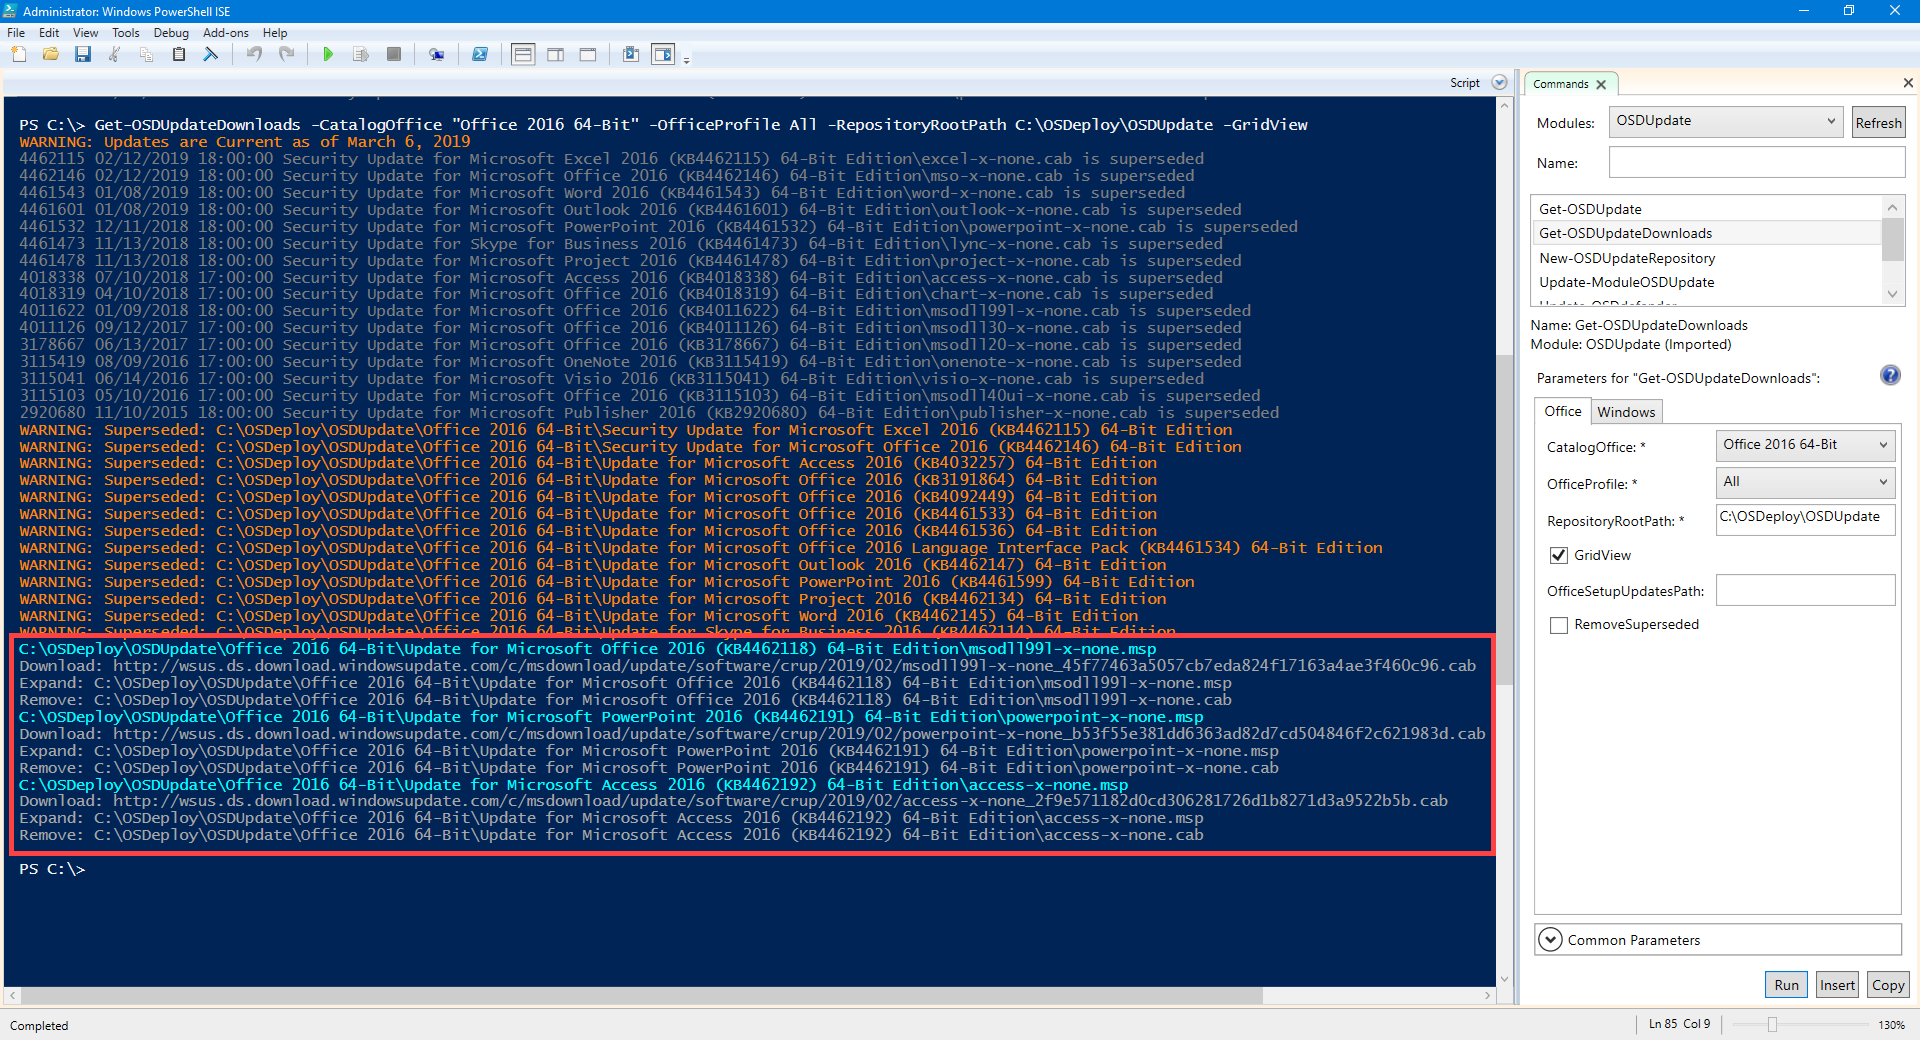 Administrator: Windows PowerShell ISE
File Edit View Tools Debug Add-ons Help
Script
PS C:\> Get-OSDUpdateDownloads -CatalogOffice "Office 2016 64-Bit" -OfficeProfile All -RepositoryRootPath C:\OSDeploy\OSDUpdate -GridView
WARNING: Updates are Current as of March 6, 2019
4462115 02/12/2019 18:00:00 Security Update for Microsoft Excel 2016 (KB4462115) 64-Bit Edition\excel-x-none.cab is superseded
4462146 02/12/2019 18:00:00 Security Update for Microsoft Office 2016 (KB4462146) 64-Bit Edition\mso-x-none.cab is superseded
4461543 01/08/2019 18:00:00 Security Update for Microsoft Word 2016 (KB4461543) 64-Bit Edition\word-x-none.cab is superseded
4461601 01/08/2019 18:00:00 Security Update for Microsoft Outlook 2016 (KB4461601) 64-Bit Edition\outlook-x-none.cab is superseded
4461532 12/11/2018 18:00:00 Security Update for Microsoft PowerPoint 2016 (KB4461532) 64-Bit Edition\powerpoint-x-none.cab is superseded
4461473 11/13/2018 18:00:00 Security Update for Skype for Business 2016 (KB4461473) 64-Bit Edition\lync-x-none.cab is superseded
4461478 11/13/2018 18:00:00 Security Update for Microsoft Project 2016 (KB4461478) 64-Bit Edition\project-x-none.cab is superseded
4018338 07/10/2018 17:00:00 Security Update for Microsoft Access 2016 (KB4018338) 64-Bit Edition\access-x-none.cab is superseded
4018319 04/10/2018 17:00:00 Security Update for Microsoft Office 2016 (KB4018319) 64-Bit Edition\chart-x-none.cab is superseded
4011622 01/09/2018 18:00:00 Security Update for Microsoft Office 2016 (KB4011622) 64-Bit Edition\msodll99l-x-none.cab is superseded
4011126 09/12/2017 17:00:00 Security Update for Microsoft Office 2016 (KB4011126) 64-Bit Edition\msodll30-x-none.cab is superseded
3178667 06/13/2017 17:00:00 Security Update for Microsoft Office 2016 (KB3178667) 64-Bit Edition\msodll20-x-none.cab is superseded
3115419 08/09/2016 17:00:00 Security Update for Microsoft OneNote 2016 (KB3115419) 64-Bit Edition\onenote-x-none.cab is superseded
3115041 06/14/2016 17:00:00 Security Update for Microsoft Visio 2016 (KB3115041) 64-Bit Edition\visio-x-none.cab is superseded
3115103 05/10/2016 17:00:00 Security Update for Microsoft Office 2016 (KB3115103) 64-Bit Edition\msodll40ui-x-none.cab is superseded
2920680 11/10/2015 18:00:00 Security Update for Microsoft Publisher 2016 (KB2920680) 64-Bit Edition\publisher-x-none.cab is superseded
WARNING: Superseded: C:\OSDeploy\OSDUpdate\Office 2016 64-Bit\Security Update for Microsoft Excel 2016 (KB4462115) 64-Bit Edition
WARNING: Superseded: C:\OSDeploy\OSDUpdate\Office 2016 64-Bit\Security Update for Microsoft Office 2016 (KB4462146) 64-Bit Edition
WARNING: Superseded: C:\OSDeploy\OSDUpdate\Office 2016 64-Bit\Update for Microsoft Access 2016 (KB4032257) 64-Bit Edition
WARNING: Superseded: C:\OSDeploy\OSDUpdate\Office 2016 64-Bit\Update for Microsoft Office 2016 (KB3191864) 64-Bit Edition
WARNING: Superseded: C:\OSDeploy\OSDUpdate\Office 2016 64-Bit\Update for Microsoft Office 2016 (KB4092449) 64-Bit Edition
WARNING: Superseded: C:\OSDeploy\OSDUpdate\Office 2016 64-Bit\Update for Microsoft Office 2016 (KB4461533) 64-Bit Edition
WARNING: Superseded: C:\OSDeploy\OSDUpdate\Office 2016 64-Bit\Update for Microsoft Office 2016 (KB4461536) 64-Bit Edition
WARNING: Superseded: C:\OSDeploy\OSDUpdate\Office 2016 64-Bit\Update for Microsoft Office 2016 Language Interface Pack (KB4461534) 64-Bit Edition
WARNING: Superseded: C:\OSDeploy\OSDUpdate\Office 2016 64-Bit\Update for Microsoft Outlook 2016 (KB4462147) 64-Bit Edition
WARNING: Superseded: C:\OSDeploy\OSDUpdate\Office 2016 64-Bit\Update for Microsoft PowerPoint 2016 (KB4461599) 64-Bit Edition
WARNING: Superseded: C:\OSDeploy\OSDUpdate\Office 2016 64-Bit\Update for Microsoft Project 2016 (KB4462134) 64-Bit Edition
WARNING: Superseded: C:\OSDeploy\OSDUpdate\Office 2016 64-Bit\Update for Microsoft Word 2016 (KB4462145) 64-Bit Edition
WARNING: Superseded: C:\OSDeploy\OSDUpdate\Office 2016 64-Bit\Update for Skype for Business 2016 (KB4462114) 64-Bit Edition
C:\OSDeploy\OSDUpdate\Office 2016 64-Bit\Update for Microsoft Office 2016 (KB4462118) 64-Bit Edition\msodll99l-x-none.msp
Download: http://wsus.ds.download.windowsupdate.com/c/msdownload/update/software/crup/2019/02/msodll99l-x-none_45f77463a5057cb7eda824f17163a4ae3f460c96.cab
Expand: C:\OSDeploy\OSDUpdate\Office 2016 64-Bit\Update for Microsoft Office 2016 (KB4462118) 64-Bit Edition\msodll99l-x-none.msp
Remove: C:\OSDeploy\OSDUpdate\Office 2016 64-Bit\Update for Microsoft Office 2016 (KB4462118) 64-Bit Edition\msodll99l-x-none.cab
C:\OSDeploy\OSDUpdate\Office 2016 64-Bit\Update for Microsoft PowerPoint 2016 (KB4462191) 64-Bit Edition\powerpoint-x-none.msp
Download: http://wsus.ds.download.windowsupdate.com/c/msdownload/update/software/crup/2019/02/powerpoint-x-none_b53f55e381dd6363ad82d7cd504846f2c621983d.cab
Expand: C:\OSDeploy\OSDUpdate\Office 2016 64-Bit\Update for Microsoft PowerPoint 2016 (KB4462191) 64-Bit Edition\powerpoint-x-none.msp
Remove: C:\OSDeploy\OSDUpdate\Office 2016 64-Bit\Update for Microsoft PowerPoint 2016 (KB4462191) 64-Bit Edition\powerpoint-x-none.cab
C:\OSDeploy\OSDUpdate\Office 2016 64-Bit\Update for Microsoft Access 2016 (KB4462192) 64-Bit Edition\access-x-none.msp
Download: http://wsus.ds.download.windowsupdate.com/c/msdownload/update/software/crup/2019/02/access-x-none_2f9e571182d0cd306281726d1b8271d3a9522b5b.cab
Expand: C:\OSDeploy\OSDUpdate\Office 2016 64-Bit\Update for Microsoft Access 2016 (KB4462192) 64-Bit Edition\access-x-none.msp
Remove: C:\OSDeploy\OSDUpdate\Office 2016 64-Bit\Update for Microsoft Access 2016 (KB4462192) 64-Bit Edition\access-x-none.cab
PS C:\>
Commands
Modules: OSDUpdate Refresh
Name:
Get-OSDUpdate
Get-OSDUpdateDownloads
New-OSDUpdateRepository
Update-ModuleOSDUpdate
Name: Get-OSDUpdateDownloads
Module: OSDUpdate (Imported)
Parameters for "Get-OSDUpdateDownloads":
Office Windows
CatalogOffice: * Office 2016 64-Bit
OfficeProfile: * All
RepositoryRootPath: * C:\OSDeploy\OSDUpdate
GridView
OfficeSetupUpdatesPath:
RemoveSuperseded
Common Parameters
Run Insert Copy
Completed
Ln 85 Col 9
130%